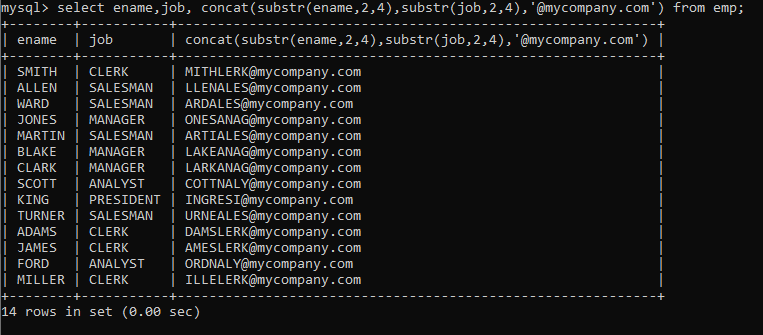 mysql> select ename,job, concat(substr(ename,2,4),substr(job,2,4),'@mycompany.com') from emp;
+--------+-----------+------------------------------------------------------------+
| ename  | job       | concat(substr(ename,2,4),substr(job,2,4),'@mycompany.com') |
+--------+-----------+------------------------------------------------------------+
| SMITH  | CLERK     | MITHLERK@mycompany.com                                     |
| ALLEN  | SALESMAN  | LLENALES@mycompany.com                                     |
| WARD   | SALESMAN  | ARDALES@mycompany.com                                      |
| JONES  | MANAGER   | ONESANAG@mycompany.com                                     |
| MARTIN | SALESMAN  | ARTIALES@mycompany.com                                     |
| BLAKE  | MANAGER   | LAKEANAG@mycompany.com                                     |
| CLARK  | MANAGER   | LARKANAG@mycompany.com                                     |
| SCOTT  | ANALYST   | COTTNALY@mycompany.com                                     |
| KING   | PRESIDENT | INGRESI@mycompany.com                                      |
| TURNER | SALESMAN  | URNEALES@mycompany.com                                     |
| ADAMS  | CLERK     | DAMSLERK@mycompany.com                                     |
| JAMES  | CLERK     | AMESLERK@mycompany.com                                     |
| FORD   | ANALYST   | ORDNALY@mycompany.com                                      |
| MILLER | CLERK     | ILLELERK@mycompany.com                                     |
+--------+-----------+------------------------------------------------------------+
14 rows in set (0.00 sec)